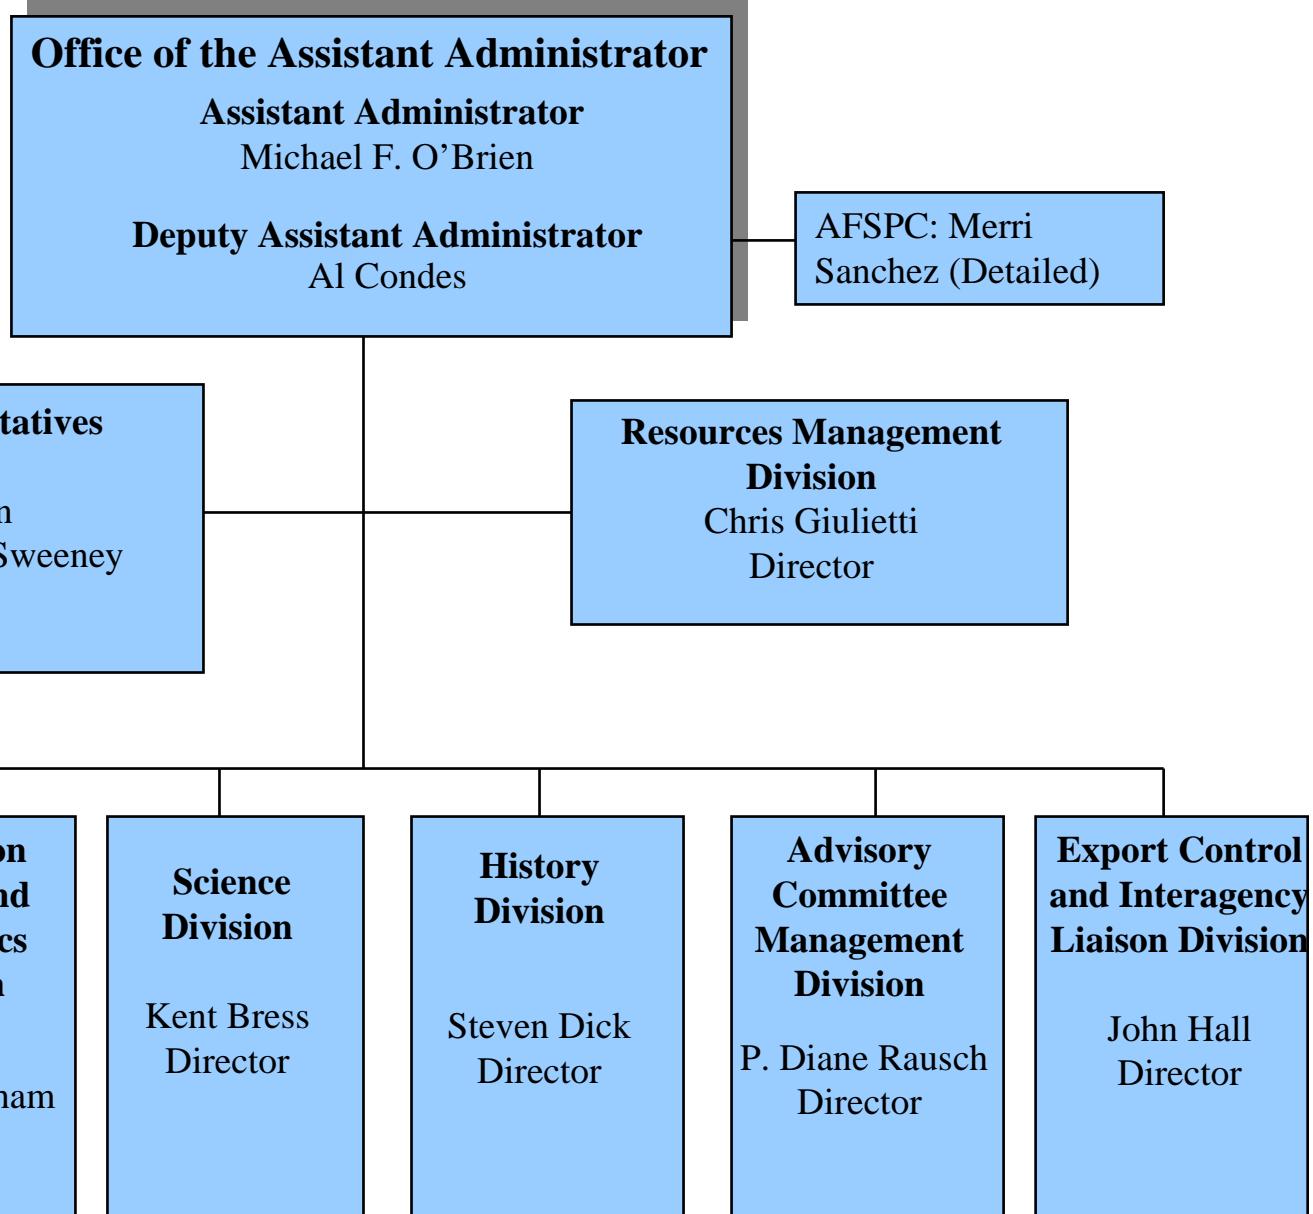 Office of the Assistant Administrator
Assistant Administrator
Michael F. O’Brien
Deputy Assistant Administrator
Al Condes
AFSPC: Merri
Sanchez (Detailed)
Sweeney
Resources Management
Division
Chris Giulietti
Director
Science
Division
Kent Bress
Director
History
Division
Steven Dick
Director
Advisory
Committee
Management
Division
P. Diane Rausch
Director
Export Control
and Interagency
Liaison Division
John Hall
Director